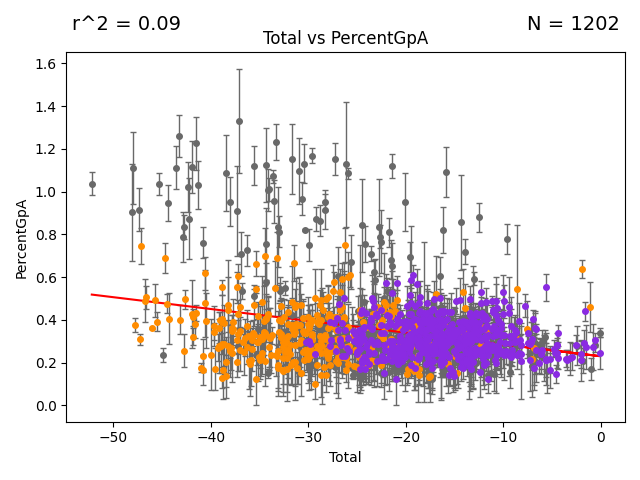 r^2 = 0.09
N = 1202
Total vs PercentGpA
1.6
1.4
1.2
1.0
0.8
0.6
0.4
0.2
0.0
PercentGpA
−50 −40 −30 −20 −10 0
Total